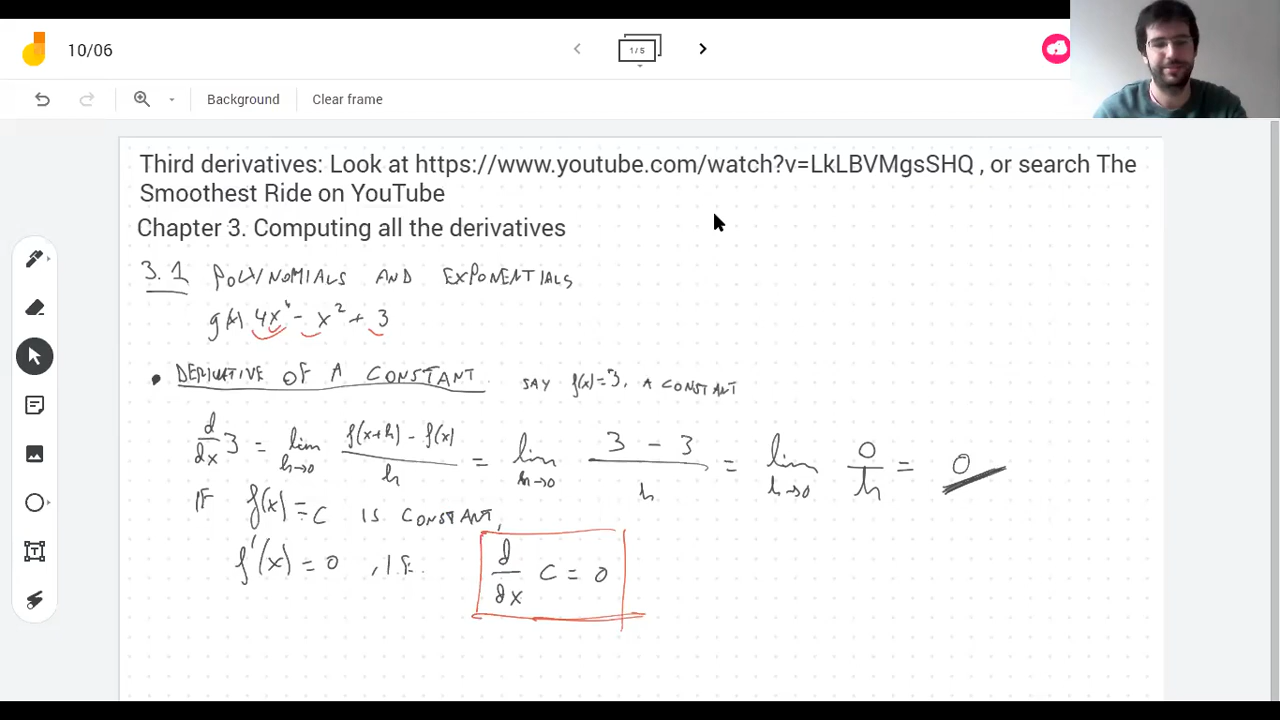 10/06
1/5
Background
Clear frame
Third derivatives: Look at https://www.youtube.com/watch?v=LkLBVMgsSHQ , or search The
Smoothest Ride on YouTube
Chapter 3. Computing all the derivatives
3.1 POLYNOMIALS AND EXPONENTIALS
g(x) 4x⁴ - x² + 3
• DERIVATIVE OF A CONSTANT. SAY f(x)=3, A CONSTANT
d/dx 3 = lim h→0 (f(x+h) - f(x))/h = lim h→0 (3 - 3)/h = lim h→0 0/h = 0
IF f(x) = C IS CONSTANT,
f'(x) = 0 , I.E. d/dx C = 0